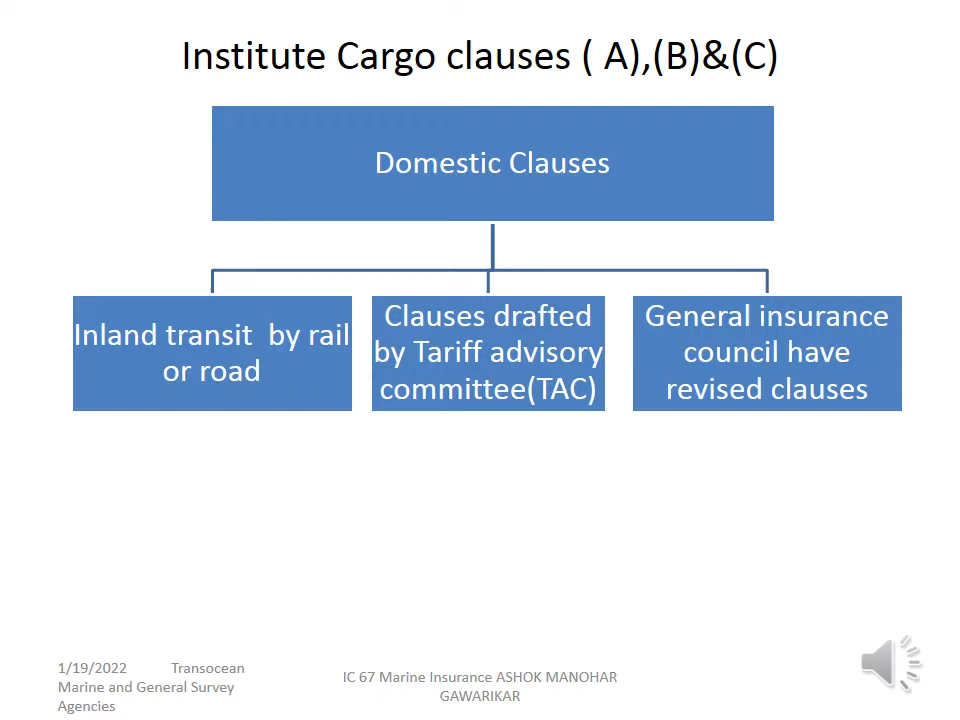 Institute Cargo clauses ( A),(B)&(C)
Domestic Clauses
Inland transit  by rail
or road
Clauses drafted
by Tariff advisory
committee(TAC)
General insurance
council have
revised clauses
1/19/2022 Transocean
Marine and General Survey
Agencies
IC 67 Marine Insurance ASHOK MANOHAR
GAWARIKAR